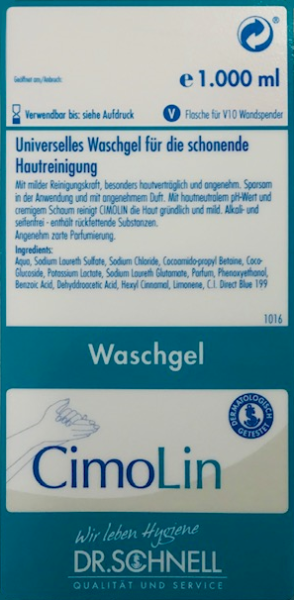 Geöffnet am/Anbruch:
e 1.000 ml
Verwendbar bis: siehe Aufdruck
V Flasche für V10 Wandspender
Universelles Waschgel für die schonende
Hautreinigung
Mit milder Reinigungskraft, besonders hautverträglich und angenehm. Sparsam
in der Anwendung und mit angenehmem Duft. Mit hautneutralem pH-Wert und
cremigem Schaum reinigt CIMOLIN die Haut gründlich und mild. Alkali- und
seifenfrei - enthält rückfettende Substanzen.
Angenehm zarte Parfumierung.
Ingredients:
Aqua, Sodium Laureth Sulfate, Sodium Chloride, Cocoamido-propyl Betaine, Coco-
Glucoside, Potassium Lactate, Sodium Laureth Glutamate, Parfum, Phenoxyethanol,
Benzoic Acid, Dehydroacetic Acid, Hexyl Cinnamal, Limonene, C.I. Direct Blue 199
1016
Waschgel
DERMATOLOGISCH
GETESTET
CimoLin
Wir leben Hygiene
DR.SCHNELL
QUALITÄT UND SERVICE